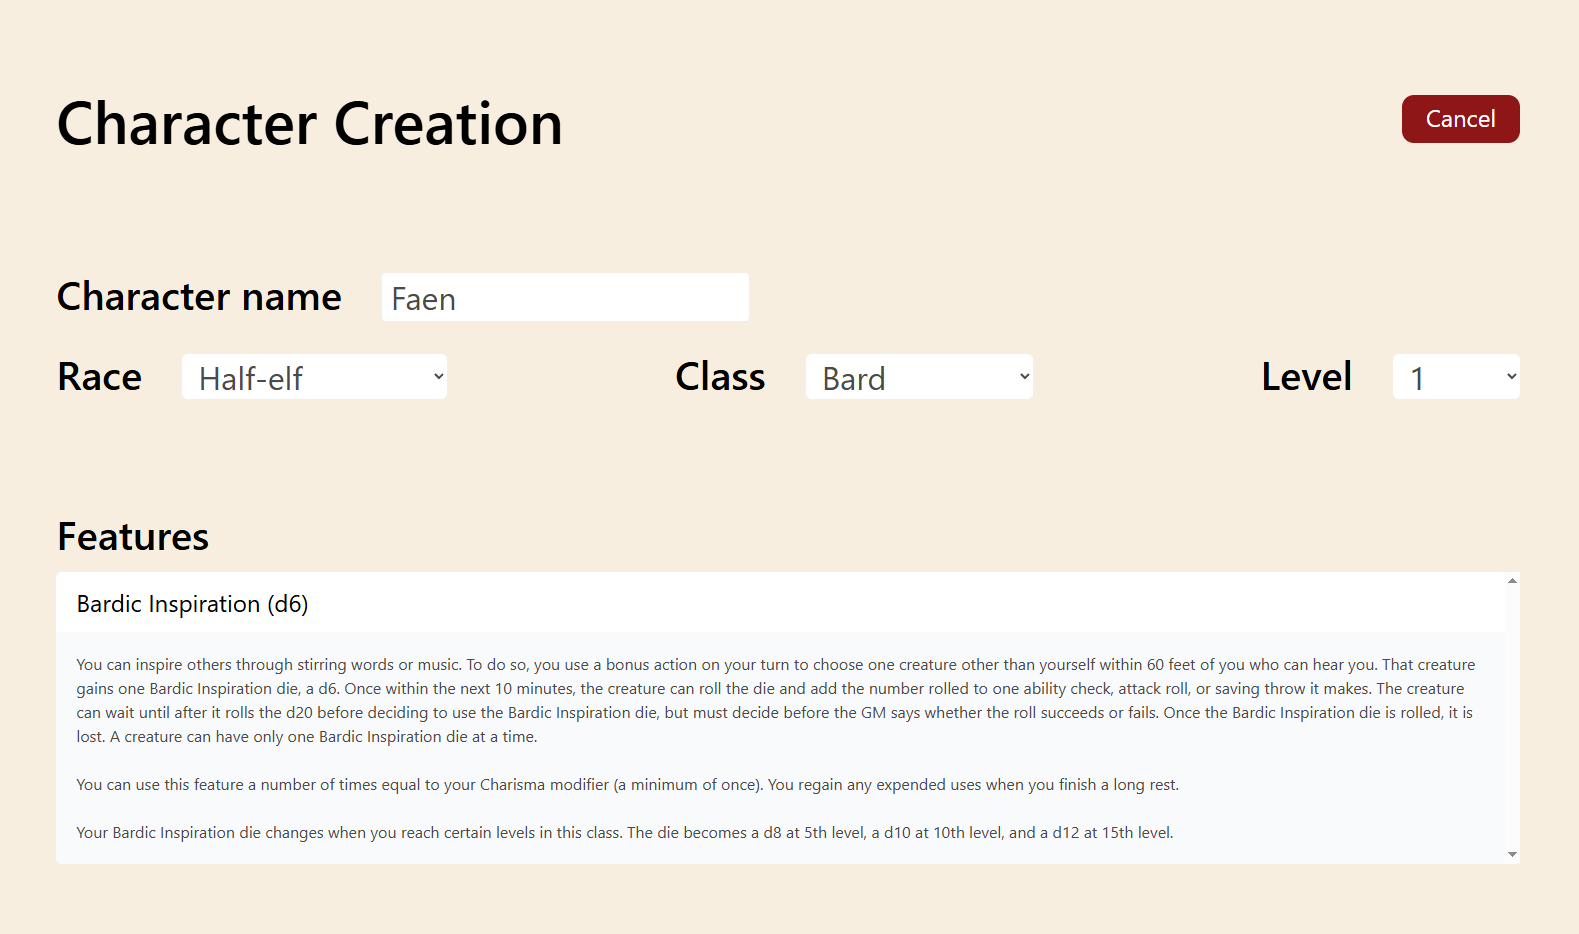 Character Creation
Cancel
Character name
Faen
Race
Half-elf
Class
Bard
Level
1
Features
Bardic Inspiration (d6)
You can inspire others through stirring words or music. To do so, you use a bonus action on your turn to choose one creature other than yourself within 60 feet of you who can hear you. That creature
gains one Bardic Inspiration die, a d6. Once within the next 10 minutes, the creature can roll the die and add the number rolled to one ability check, attack roll, or saving throw it makes. The creature
can wait until after it rolls the d20 before deciding to use the Bardic Inspiration die, but must decide before the GM says whether the roll succeeds or fails. Once the Bardic Inspiration die is rolled, it is
lost. A creature can have only one Bardic Inspiration die at a time.
You can use this feature a number of times equal to your Charisma modifier (a minimum of once). You regain any expended uses when you finish a long rest.
Your Bardic Inspiration die changes when you reach certain levels in this class. The die becomes a d8 at 5th level, a d10 at 10th level, and a d12 at 15th level.